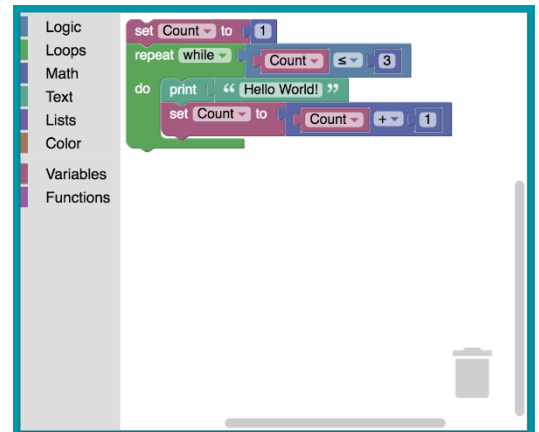 Logic
Loops
Math
Text
Lists
Color
Variables
Functions
set Count to 1
repeat while Count ≤ 3
do print “ Hello World! ”
set Count to Count + 1